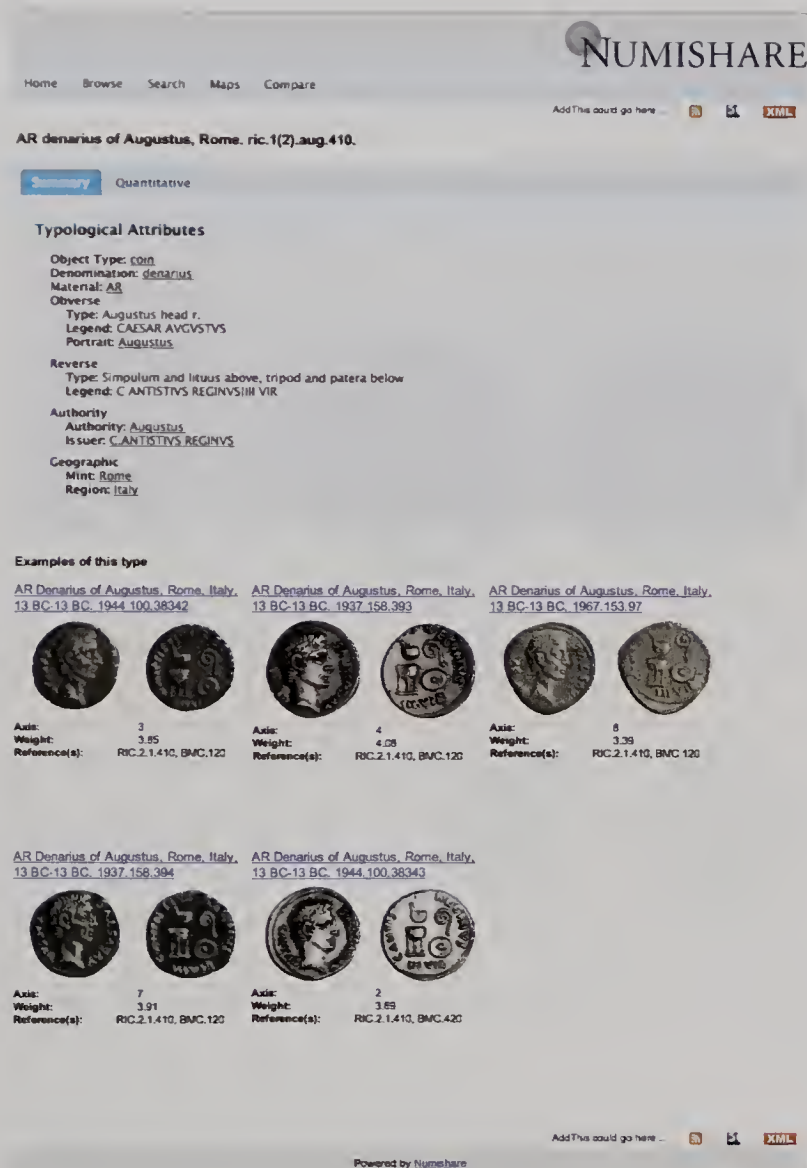 NUMISHARE
Home Browse Search Maps Compare
AddThis could go here ... XML
AR denarius of Augustus, Rome. ric.1(2).aug.410.
Summary Quantitative
Typological Attributes
Object Type: coin
Denomination: denarius
Material: AR
Obverse
Type: Augustus head r.
Legend: CAESAR AVGVSTVS
Portrait: Augustus
Reverse
Type: Simpulum and lituus above, tripod and patera below
Legend: C ANTISTIVS REGINVS|III VIR
Authority
Authority: Augustus
Issuer: C.ANTISTIVS REGINVS
Geographic
Mint: Rome
Region: Italy
Examples of this type
AR Denarius of Augustus, Rome, Italy, 
13 BC-13 BC. 1944.100.38342
Axis: 3
Weight: 3.85
Reference(s): RIC.2.1.410, BMC.120
AR Denarius of Augustus, Rome, Italy, 
13 BC-13 BC. 1937.158.393
Axis: 4
Weight: 4.08
Reference(s): RIC.2.1.410, BMC.120
AR Denarius of Augustus, Rome, Italy, 
13 BC-13 BC. 1967.153.97
Axis: 6
Weight: 3.39
Reference(s): RIC.2.1.410, BMC.120
AR Denarius of Augustus, Rome, Italy, 
13 BC-13 BC. 1937.158.394
Axis: 7
Weight: 3.91
Reference(s): RIC.2.1.410, BMC.120
AR Denarius of Augustus, Rome, Italy, 
13 BC-13 BC. 1944.100.38343
Axis: 2
Weight: 3.69
Reference(s): RIC.2.1.410, BMC.420
AddThis could go here ... XML
Powered by Numishare